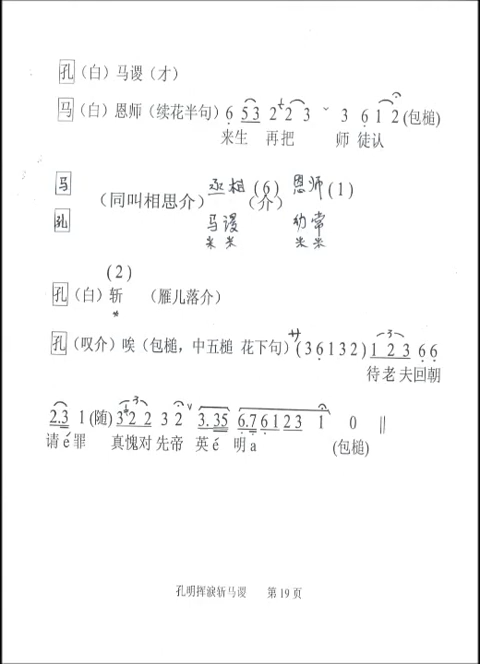 孔（白）马谡（才）
马（白）恩师（续花半句）6 53 2 2 3 ˇ 3 6 1 2 (包槌)
来生 再把 师 徒认
马 丞相 (6) 恩师 (1)
（同叫相思介） （介）
孔 马谡 幼常
(2)
孔（白）斩 （雁儿落介）
孔（叹介）唉（包槌，中五槌 花下句）サ(36132) 1 2 3 6 6
待老夫回朝
2.3 1 (随) 3 2 2 3 2 ˇ 3. 35 6.7 6 1 2 3 1 0 ‖
请é罪 真愧对 先帝 英é 明a (包槌)
孔明挥淚斩马谡 第 19 页